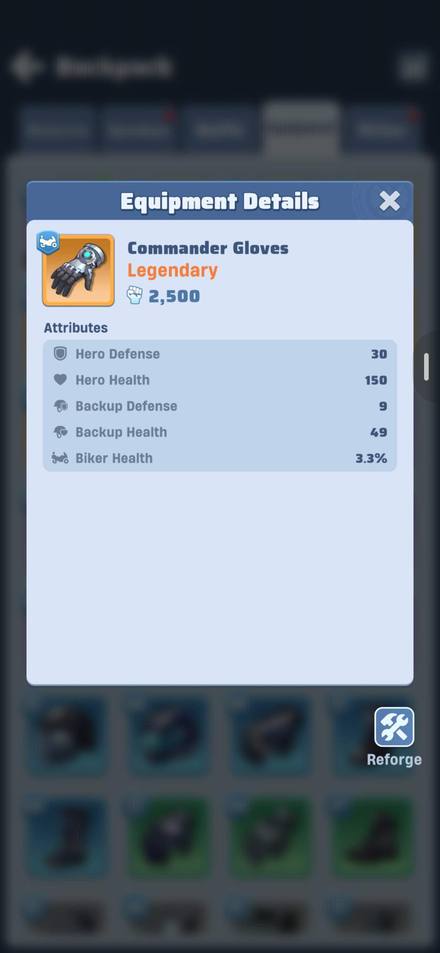 Backpack
Equipment Details
Commander Gloves
Legendary
2,500
Attributes
Hero Defense 30
Hero Health 150
Backup Defense 9
Backup Health 49
Biker Health 3.3%
Reforge